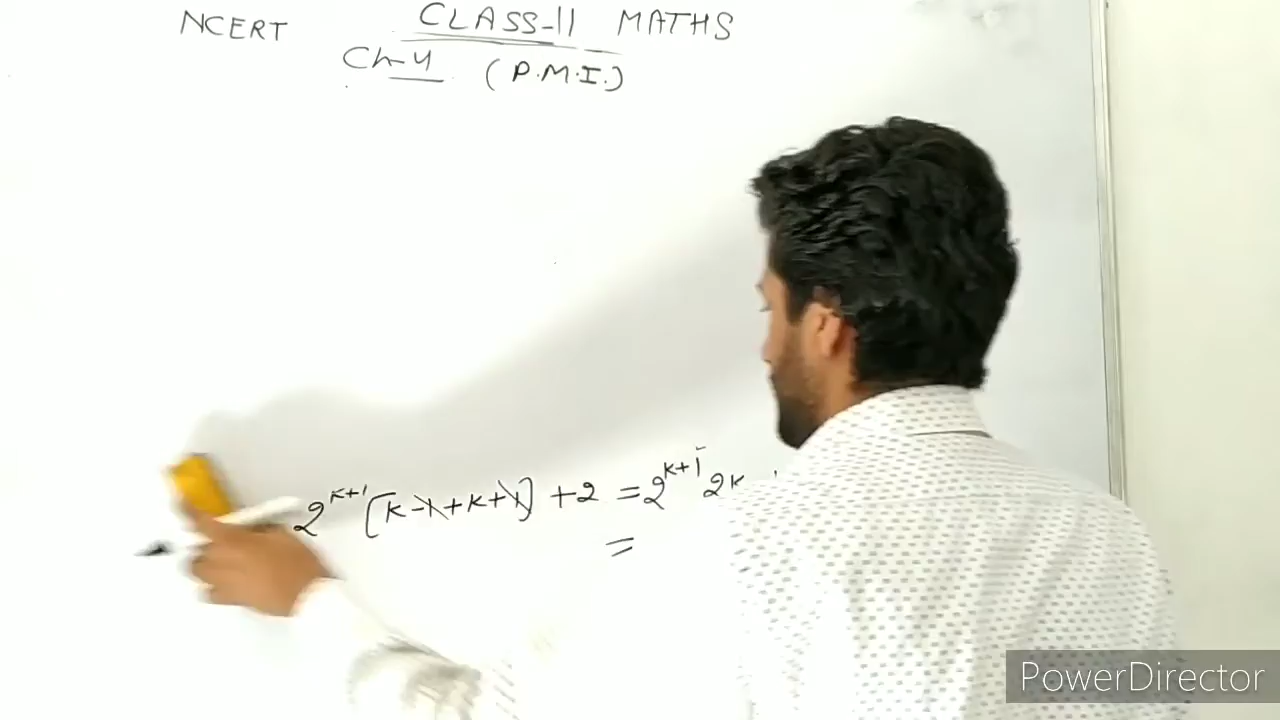 NCERT CLASS-11 MATHS
Ch-4 (P.M.I.)
2^{k+1} [k-1+k+1] +2 = 2^{k+1} 2k
=
PowerDirector